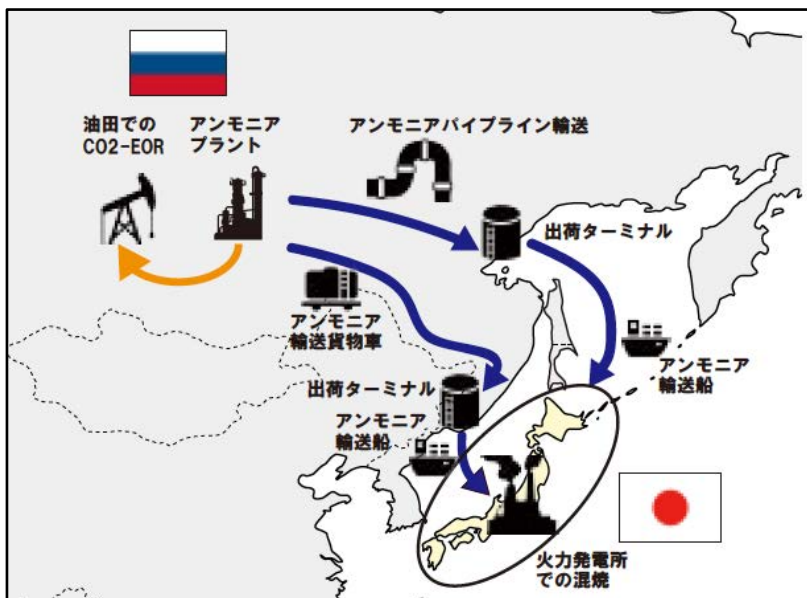 油田での
CO2-EOR
アンモニア
プラント
アンモニアパイプライン輸送
出荷ターミナル
アンモニア
輸送貨物車
アンモニア
輸送船
出荷ターミナル
アンモニア
輸送船
火力発電所
での混焼